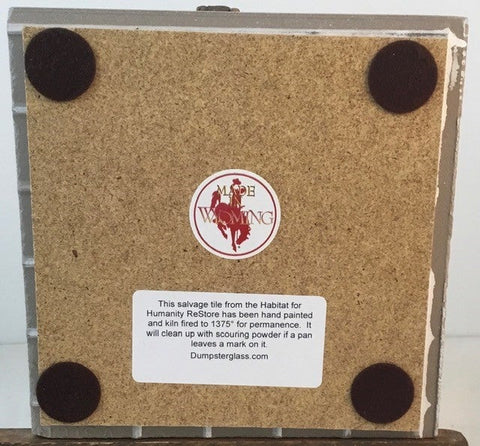 MADE
IN
WYOMING
This salvage tile from the Habitat for
Humanity ReStore has been hand painted
and kiln fired to 1375° for permanence. It
will clean up with scouring powder if a pan
leaves a mark on it.
Dumpsterglass.com